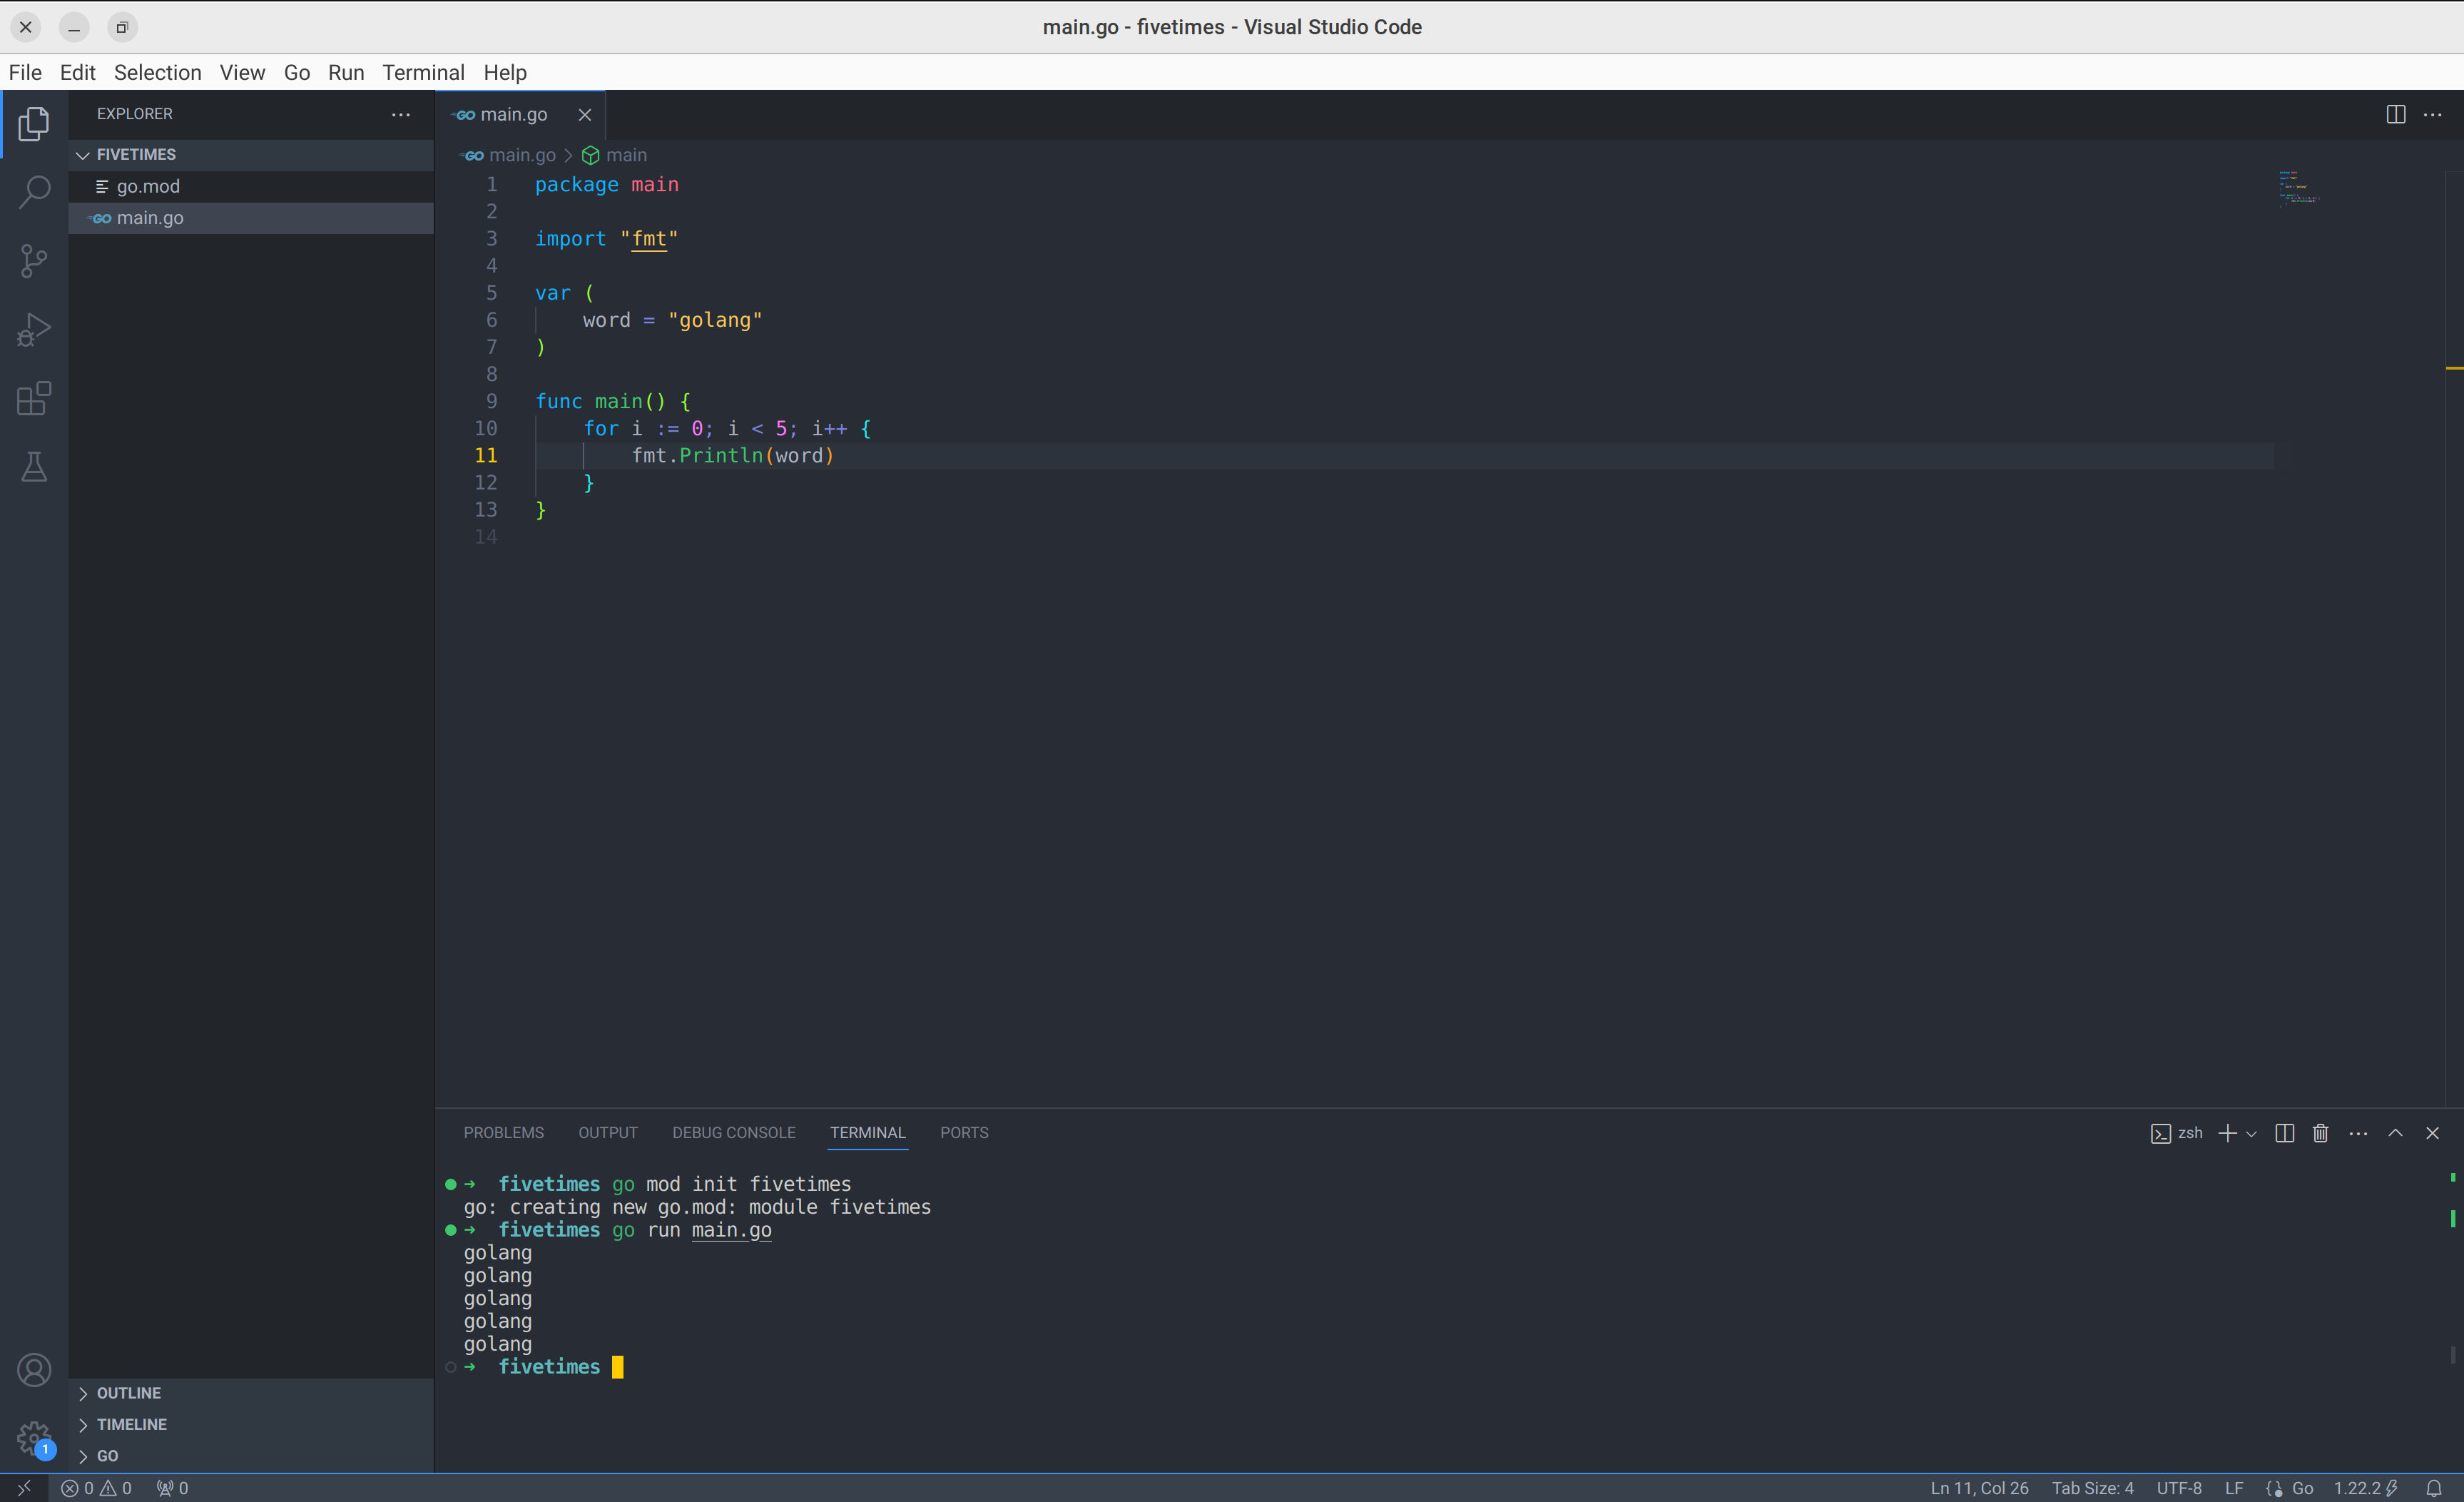 main.go - fivetimes - Visual Studio Code
File Edit Selection View Go Run Terminal Help
EXPLORER
FIVETIMES
go.mod
main.go
OUTLINE
TIMELINE
GO
1
GO main.go
GO main.go > main
1 package main
2
3 import "fmt"
4
5 var (
6     word = "golang"
7 )
8
9 func main() {
10     for i := 0; i < 5; i++ {
11         fmt.Println(word)
12     }
13 }
14
PROBLEMS OUTPUT DEBUG CONSOLE TERMINAL PORTS zsh
➜ fivetimes go mod init fivetimes
go: creating new go.mod: module fivetimes
➜ fivetimes go run main.go
golang
golang
golang
golang
golang
➜ fivetimes
0 0 0 Ln 11, Col 26 Tab Size: 4 UTF-8 LF Go 1.22.2